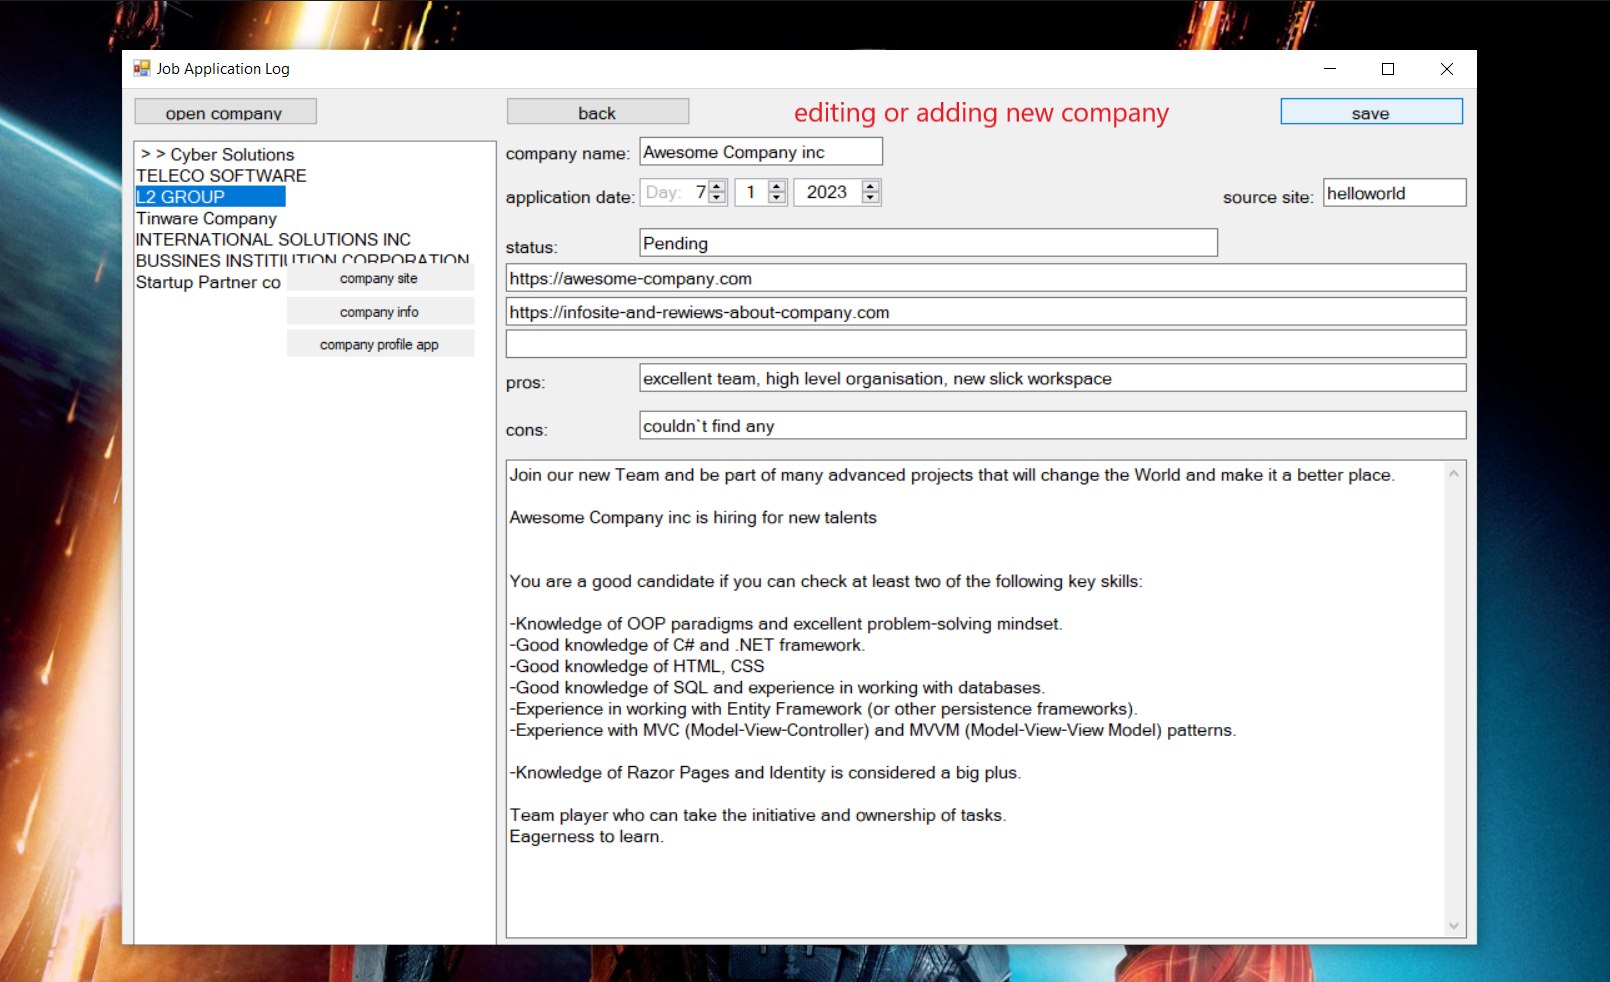 Job Application Log
open company
back
editing or adding new company
save
> > Cyber Solutions
TELECO SOFTWARE
L2 GROUP
Tinware Company
INTERNATIONAL SOLUTIONS INC
BUSSINES INSTITIUTION CORPORATION
Startup Partner co
company site
company info
company profile app
company name: Awesome Company inc
application date: Day: 7 1 2023
source site: helloworld
status: Pending
https://awesome-company.com
https://infosite-and-rewiews-about-company.com
pros: excellent team, high level organisation, new slick workspace
cons: couldn`t find any
Join our new Team and be part of many advanced projects that will change the World and make it a better place.
Awesome Company inc is hiring for new talents
You are a good candidate if you can check at least two of the following key skills:
-Knowledge of OOP paradigms and excellent problem-solving mindset.
-Good knowledge of C# and .NET framework.
-Good knowledge of HTML, CSS
-Good knowledge of SQL and experience in working with databases.
-Experience in working with Entity Framework (or other persistence frameworks).
-Experience with MVC (Model-View-Controller) and MVVM (Model-View-View Model) patterns.
-Knowledge of Razor Pages and Identity is considered a big plus.
Team player who can take the initiative and ownership of tasks.
Eagerness to learn.